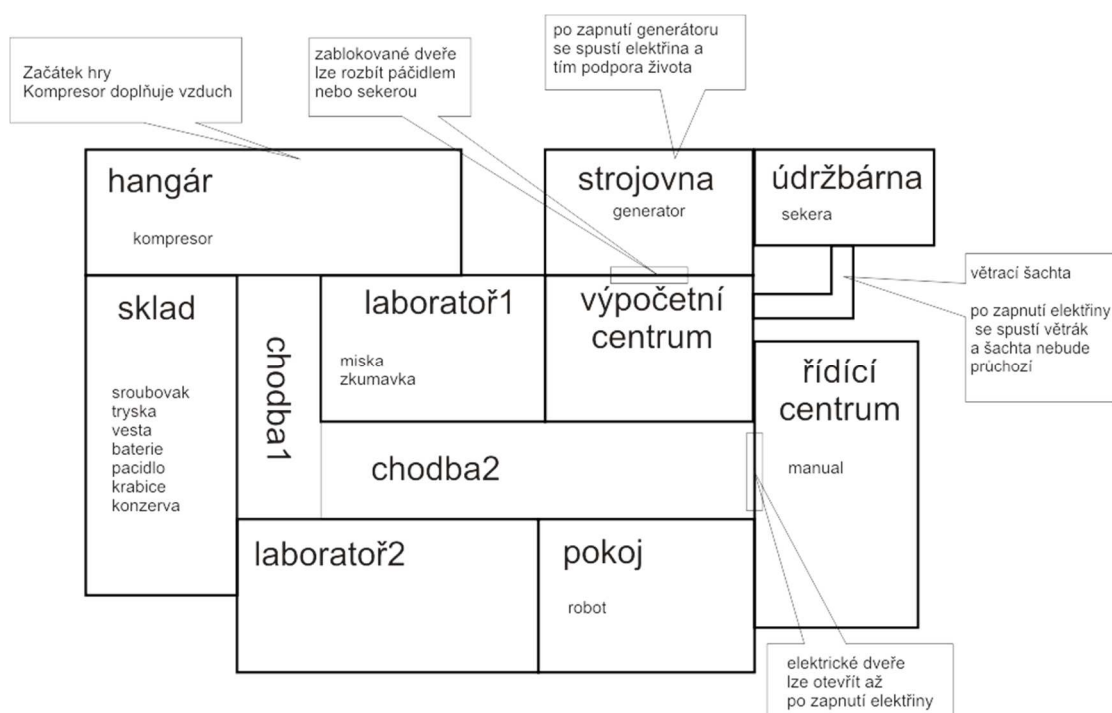 Začátek hry
Kompresor doplňuje vzduch
zablokované dveře
lze rozbít páčidlem
nebo sekerou
po zapnutí generátoru
se spustí elektřina a
tím podpora života
hangár
kompresor
strojovna
generator
údržbárna
sekera
větrací šachta
po zapnutí elektřiny
se spustí větrák
a šachta nebude
průchozí
sklad
sroubovak
tryska
vesta
baterie
pacidlo
krabice
konzerva
chodba1
laboratoř1
miska
zkumavka
výpočetní
centrum
řídící
centrum
manual
chodba2
laboratoř2
pokoj
robot
elektrické dveře
lze otevřít až
po zapnutí elektřiny